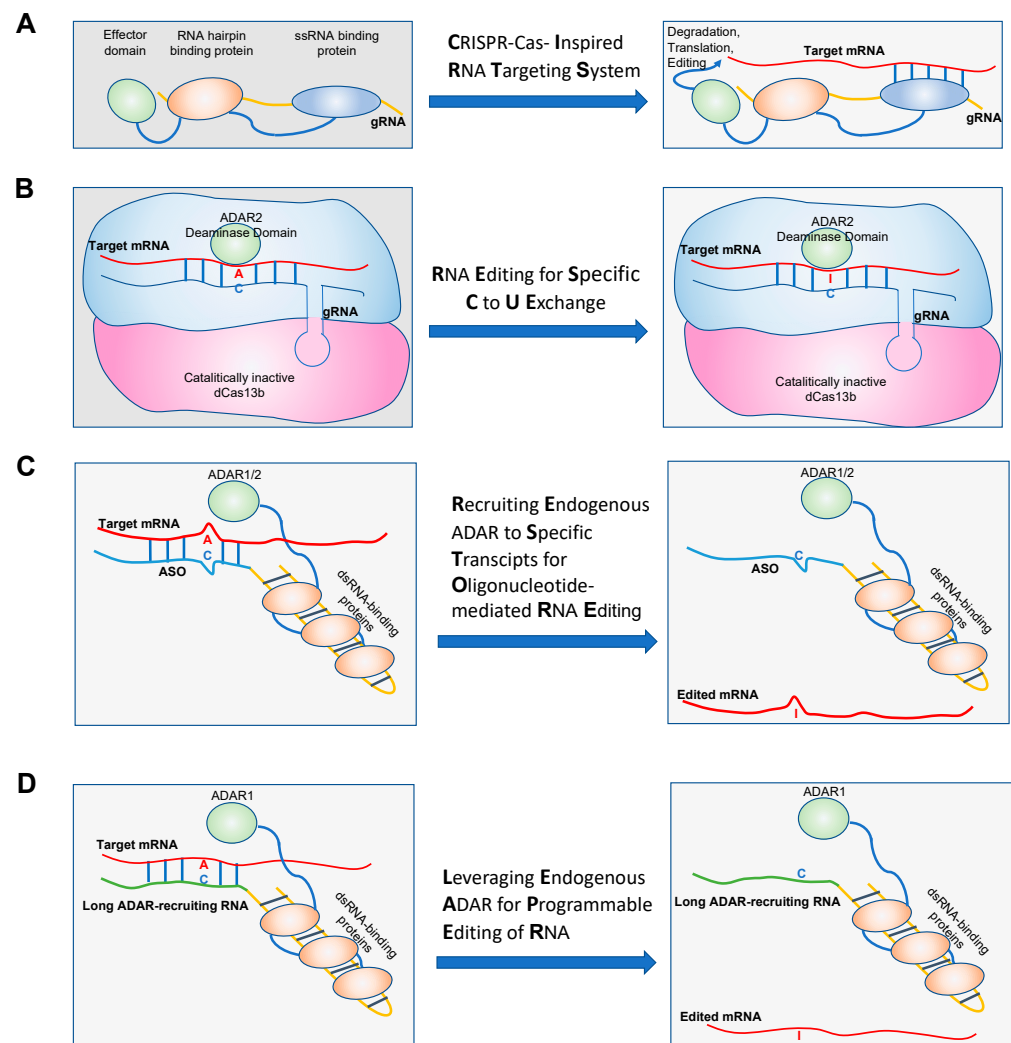 A
Effector
domain
RNA hairpin
binding protein
ssRNA binding
protein
gRNA
CRISPR-Cas- Inspired
RNA Targeting System
Degradation,
Translation,
Editing
Target mRNA
gRNA
B
ADAR2
Deaminase Domain
Target mRNA
A
C
gRNA
Catalitically inactive
dCas13b
RNA Editing for Specific
C to U Exchange
ADAR2
Deaminase Domain
Target mRNA
I
C
gRNA
Catalitically inactive
dCas13b
C
ADAR1/2
Target mRNA
A
C
ASO
dsRNA-binding
proteins
Recruiting Endogenous
ADAR to Specific
Transcipts for
Oligonucleotide-
mediated RNA Editing
ADAR1/2
C
ASO
dsRNA-binding
proteins
Edited mRNA
I
D
ADAR1
Target mRNA
A
C
Long ADAR-recruiting RNA
dsRNA-binding
proteins
Leveraging Endogenous
ADAR for Programmable
Editing of RNA
ADAR1
C
Long ADAR-recruiting RNA
dsRNA-binding
proteins
Edited mRNA
I